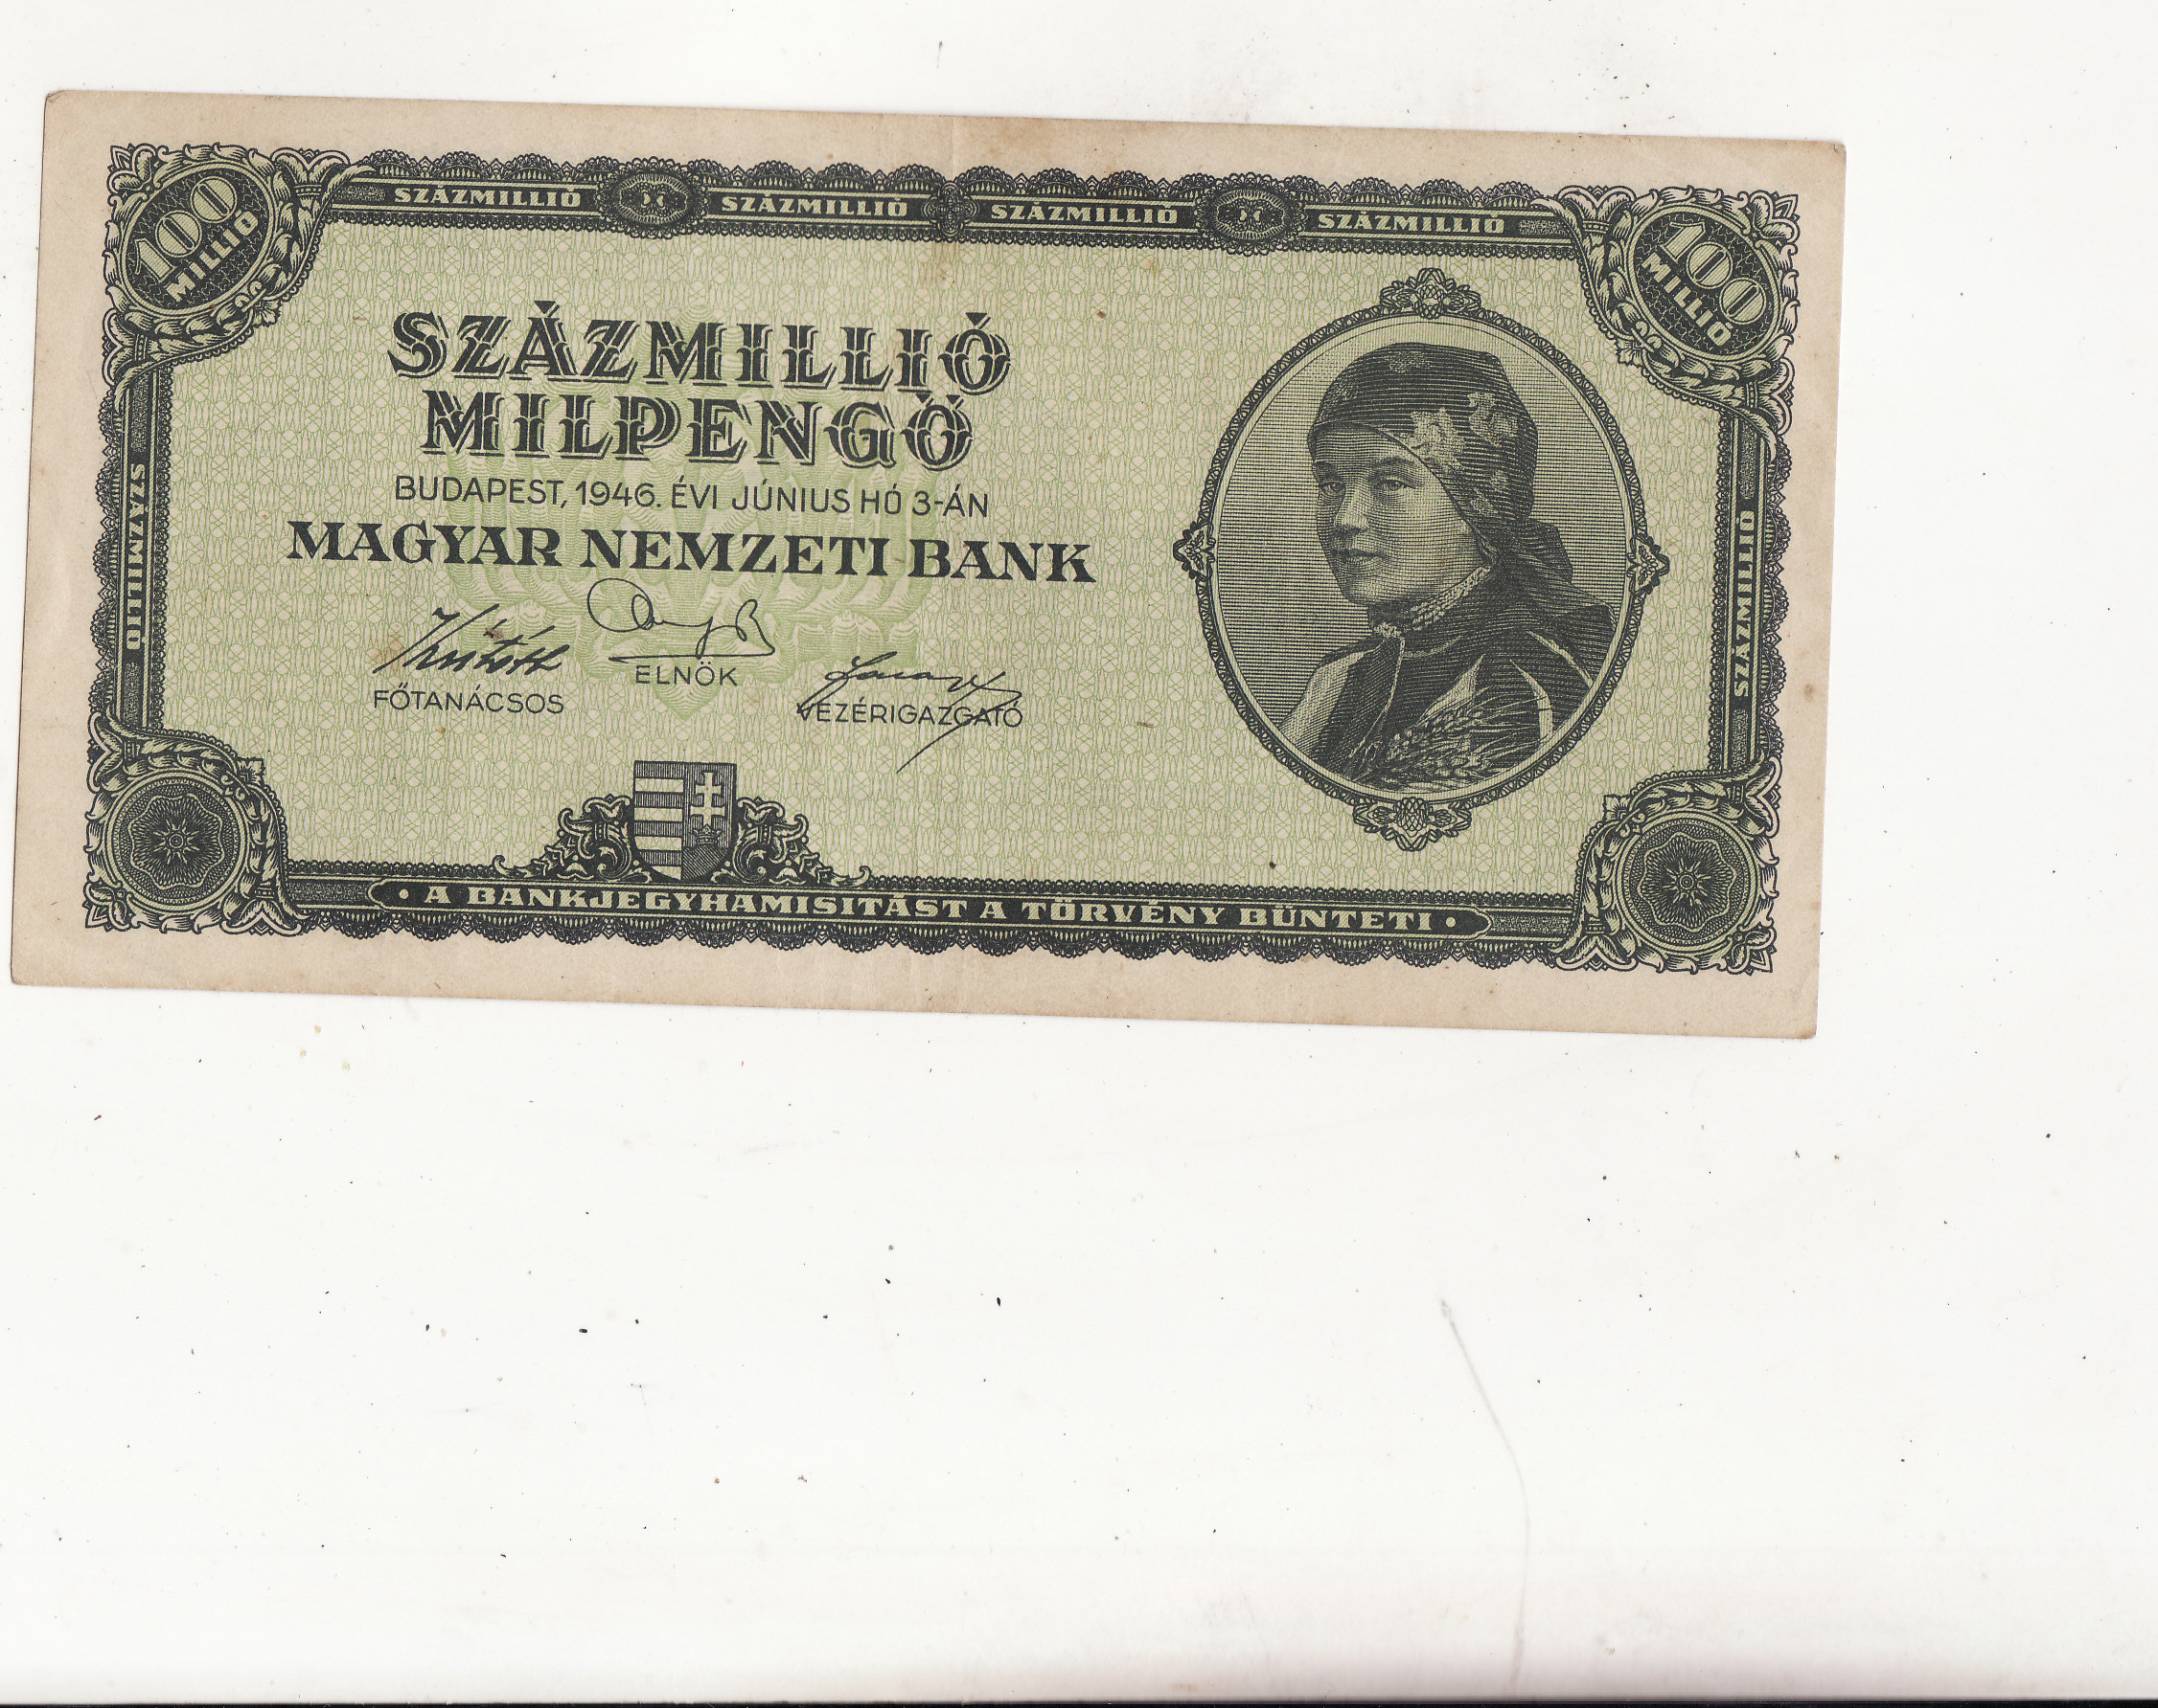 100
MILLIÓ
SZÁZMILLIÓ SZÁZMILLIÓ SZÁZMILLIÓ SZÁZMILLIÓ
100
MILLIÓ
SZÁZMILLIÓ
MILPENGŐ
BUDAPEST, 1946. ÉVI JÚNIUS HÓ 3-ÁN
MAGYAR NEMZETI BANK
FŐTANÁCSOS
ELNÖK
VEZÉRIGAZGATÓ
SZÁZMILLIÓ
SZÁZMILLIÓ
• A BANKJEGYHAMISITÁST A TÖRVÉNY BÜNTETI •